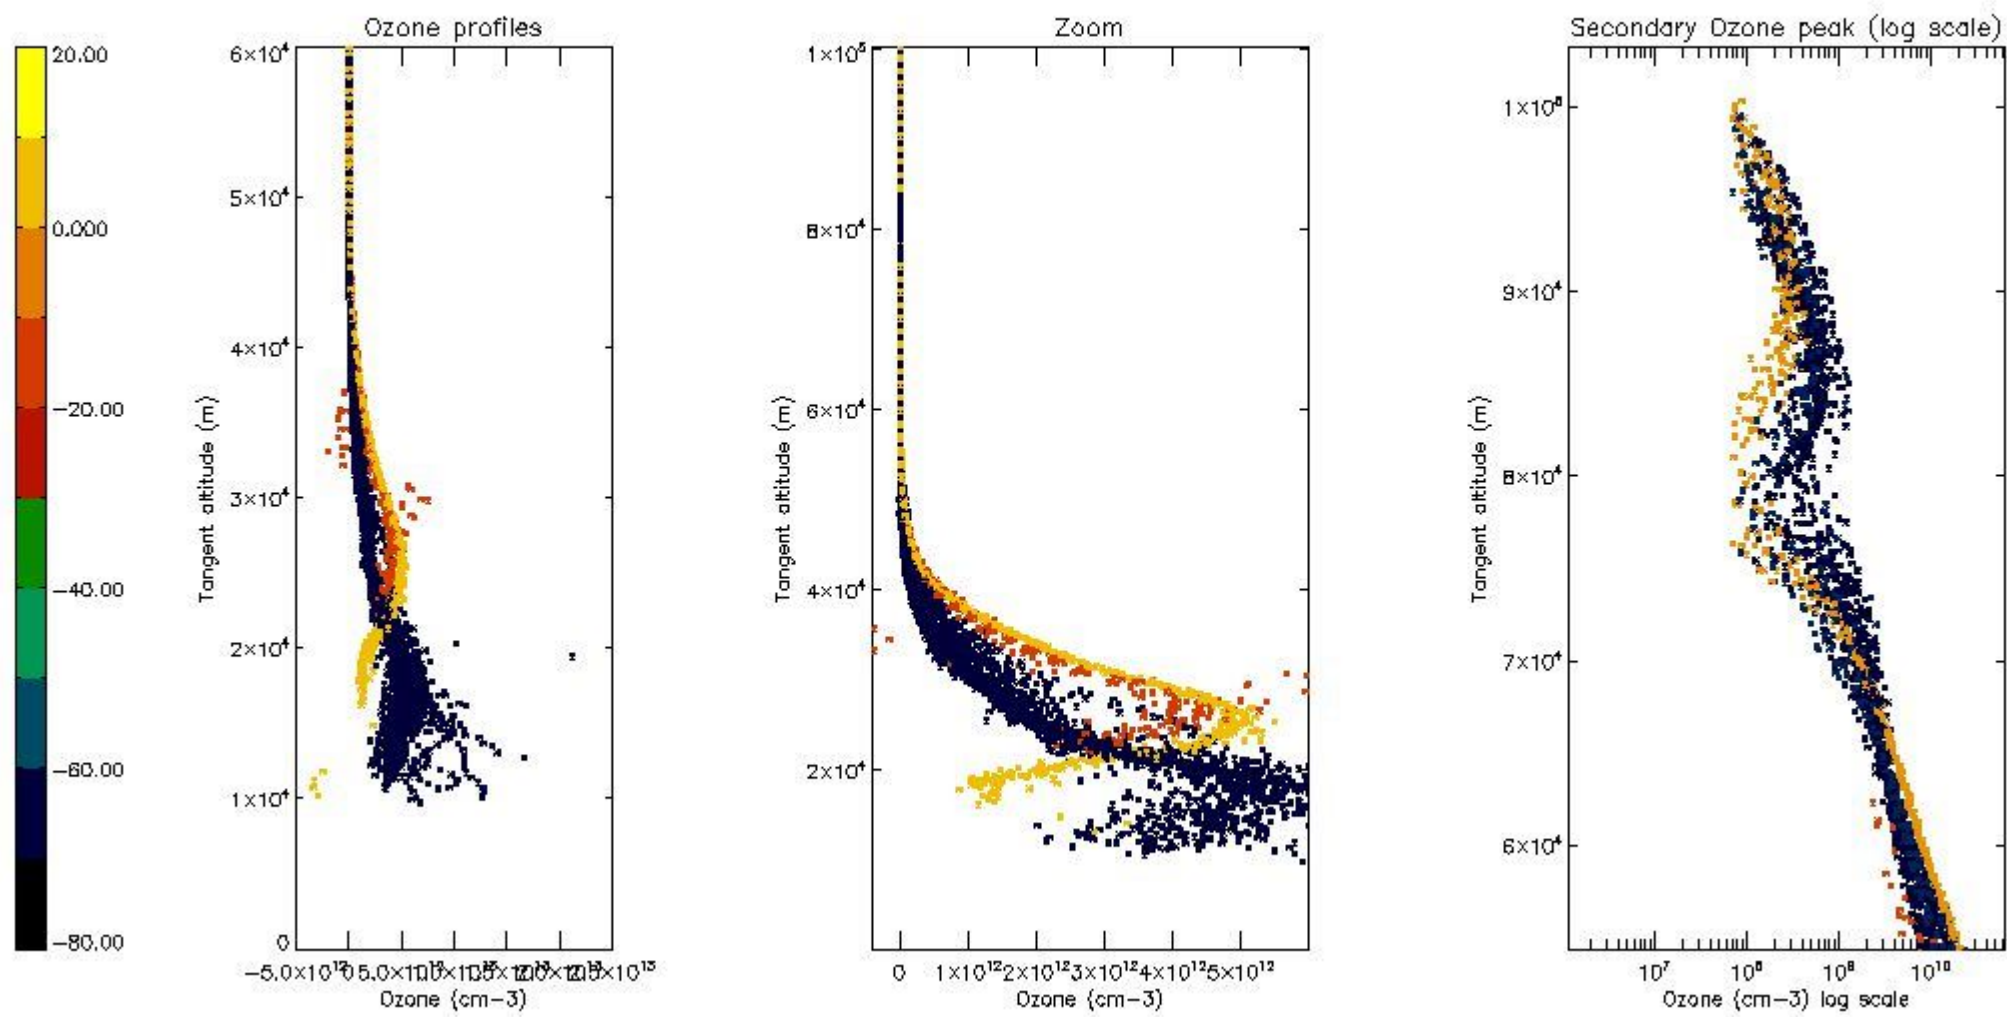 Ozone profiles
Zoom
Secondary Ozone peak (log scale)
20.00
0.000
−20.00
−40.00
−60.00
−80.00
6×10⁴
5×10⁴
4×10⁴
3×10⁴
2×10⁴
1×10⁴
0
Tangent altitude (m)
−5.0×10¹²
Ozone (cm−3)
1×10⁵
8×10⁴
6×10⁴
4×10⁴
2×10⁴
Tangent altitude (m)
0 1×10¹² 2×10¹² 3×10¹² 4×10¹² 5×10¹²
Ozone (cm−3)
1×10⁵
9×10⁴
8×10⁴
7×10⁴
6×10⁴
Tangent altitude (m)
10⁷ 10⁸ 10⁹ 10¹⁰
Ozone (cm−3) log scale